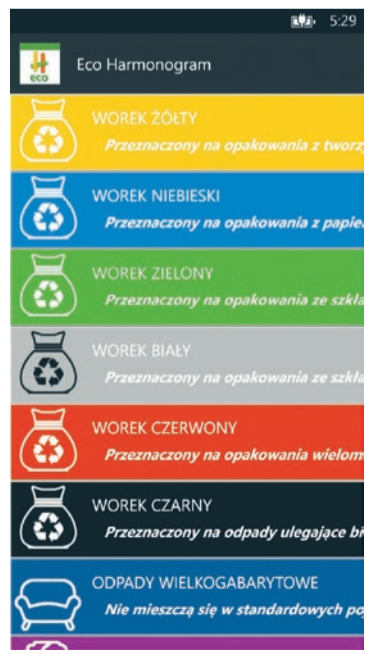 5:29
eco
Eco Harmonogram
WOREK ŻÓŁTY
Przeznaczony na opakowania z tworzy
WOREK NIEBIESKI
Przeznaczony na opakowania z papie
WOREK ZIELONY
Przeznaczony na opakowania ze szkła
WOREK BIAŁY
Przeznaczony na opakowania ze szkła
WOREK CZERWONY
Przeznaczony na opakowania wielom
WOREK CZARNY
Przeznaczony na odpady ulegające bi
ODPADY WIELKOGABARYTOWE
Nie mieszczą się w standardowych po